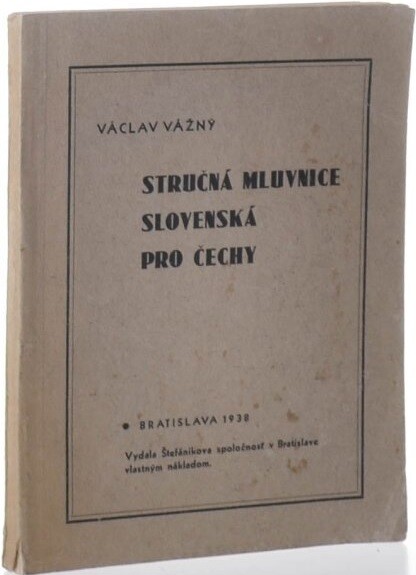 VÁCLAV VÁŽNÝ
STRUČNÁ MLUVNICE
SLOVENSKÁ
PRO ČECHY
• BRATISLAVA 1938
Vydala Štefánikova spoločnosť v Bratislave
vlastným nákladom.